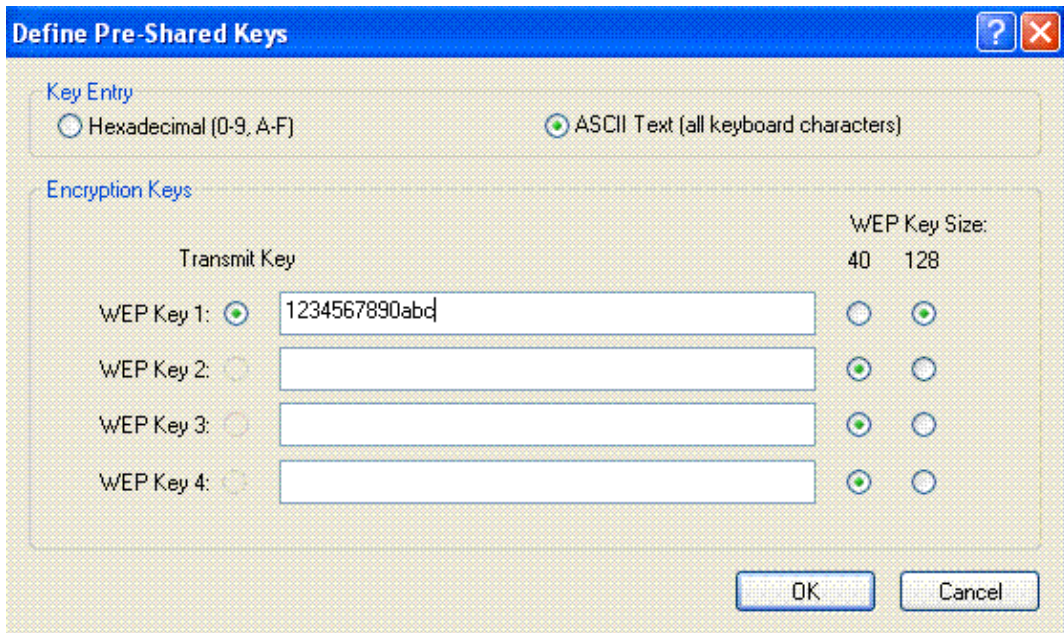 Define Pre-Shared Keys
Key Entry
Hexadecimal (0-9, A-F) ASCII Text (all keyboard characters)
Encryption Keys
WEP Key Size:
Transmit Key 40 128
WEP Key 1: 1234567890abc
WEP Key 2:
WEP Key 3:
WEP Key 4:
OK Cancel